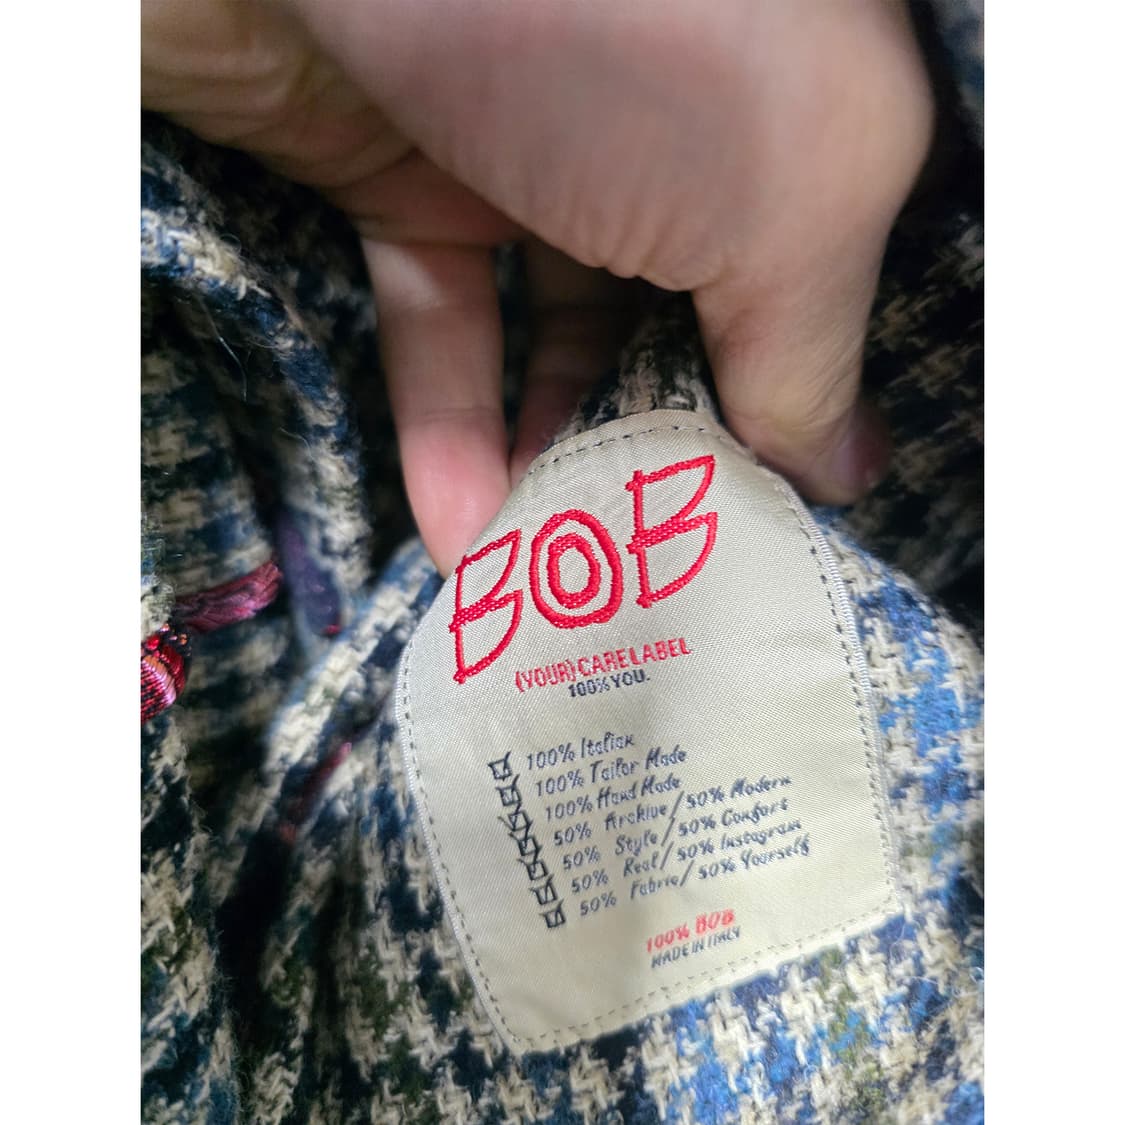 BOB
(YOUR) CARE LABEL
100% YOU.
100% Italian
100% Tailor Made
100% Hand Made
50% Archive / 50% Modern
50% Style / 50% Comfort
50% Real / 50% Instagram
50% Fabric / 50% Yourself
100% BOB
MADE IN ITALY